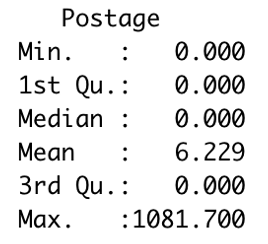 Postage
Min.   :   0.000
1st Qu.:   0.000
Median :   0.000
Mean   :   6.229
3rd Qu.:   0.000
Max.   :1081.700